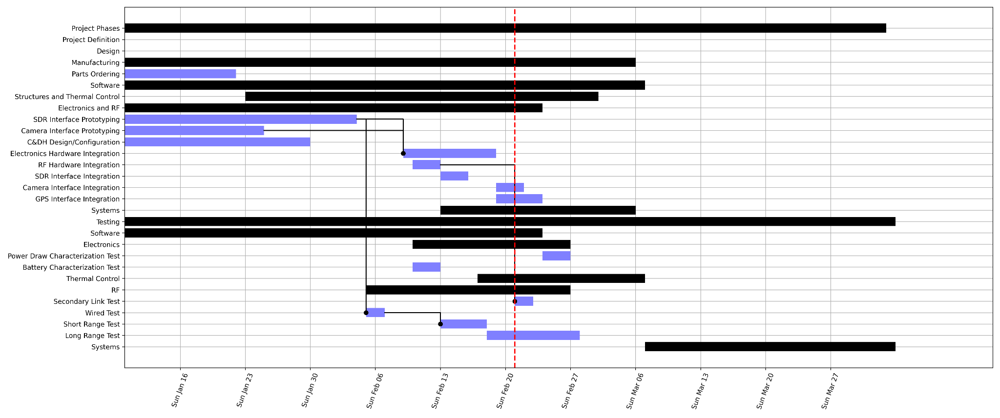 Project Phases
Project Definition
Design
Manufacturing
Parts Ordering
Software
Structures and Thermal Control
Electronics and RF
SDR Interface Prototyping
Camera Interface Prototyping
C&DH Design/Configuration
Electronics Hardware Integration
RF Hardware Integration
SDR Interface Integration
Camera Interface Integration
GPS Interface Integration
Systems
Testing
Software
Electronics
Power Draw Characterization Test
Battery Characterization Test
Thermal Control
RF
Secondary Link Test
Wired Test
Short Range Test
Long Range Test
Systems
Sun Jan 16
Sun Jan 23
Sun Jan 30
Sun Feb 06
Sun Feb 13
Sun Feb 20
Sun Feb 27
Sun Mar 06
Sun Mar 13
Sun Mar 20
Sun Mar 27